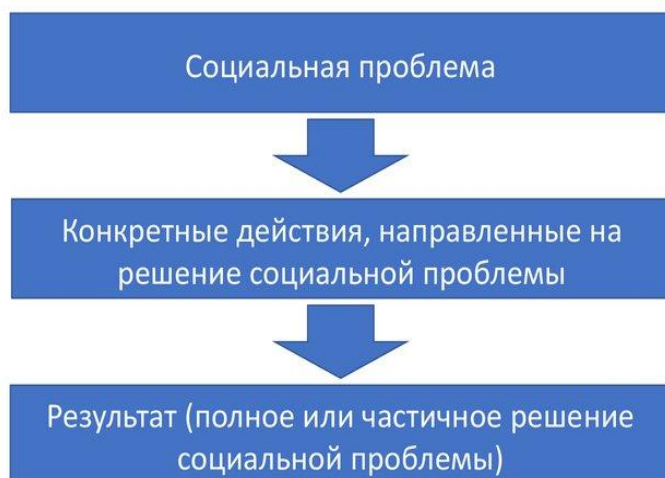 Социальная проблема
Конкретные действия, направленные на
решение социальной проблемы
Результат (полное или частичное решение
социальной проблемы)